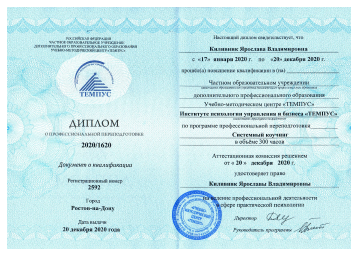 РОССИЙСКАЯ ФЕДЕРАЦИЯ
ЧАСТНОЕ ОБРАЗОВАТЕЛЬНОЕ УЧРЕЖДЕНИЕ
ДОПОЛНИТЕЛЬНОГО ПРОФЕССИОНАЛЬНОГО ОБРАЗОВАНИЯ
УЧЕБНО-МЕТОДИЧЕСКИЙ ЦЕНТР «ТЕМПУС»
ТЕМПУС
ДИПЛОМ
О ПРОФЕССИОНАЛЬНОЙ ПЕРЕПОДГОТОВКЕ
2020/1620
Документ о квалификации
Регистрационный номер
2592
Город
Ростов-на-Дону
Дата выдачи
20 декабря 2020 года
Настоящий диплом свидетельствует, что
Килинник Ярослава Владимировна
с «17» января 2020 г. по «20» декабря 2020 г.
прошёл(а) повышение квалификации в (на)
Частном образовательном учреждении
дополнительного профессионального образования
Учебно-методическом центре «ТЕМПУС»
Институте психологии управления и бизнеса «ТЕМПУС»
по программе профессиональной переподготовки
Системный коучинг
в объёме 300 часов
Аттестационная комиссия решением
от « 20 » декабря 2020 г.
удостоверяет право
Килинник Ярославы Владимировны
на ведение профессиональной деятельности
в сфере практической психологии
Директор
Руководитель программы